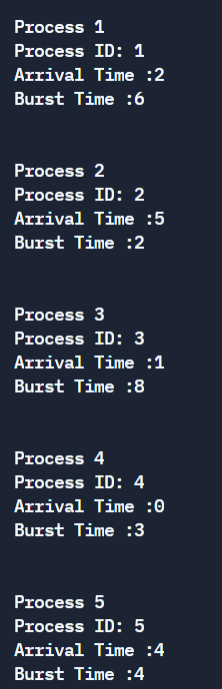 Process 1
Process ID: 1
Arrival Time :2
Burst Time :6
Process 2
Process ID: 2
Arrival Time :5
Burst Time :2
Process 3
Process ID: 3
Arrival Time :1
Burst Time :8
Process 4
Process ID: 4
Arrival Time :0
Burst Time :3
Process 5
Process ID: 5
Arrival Time :4
Burst Time :4